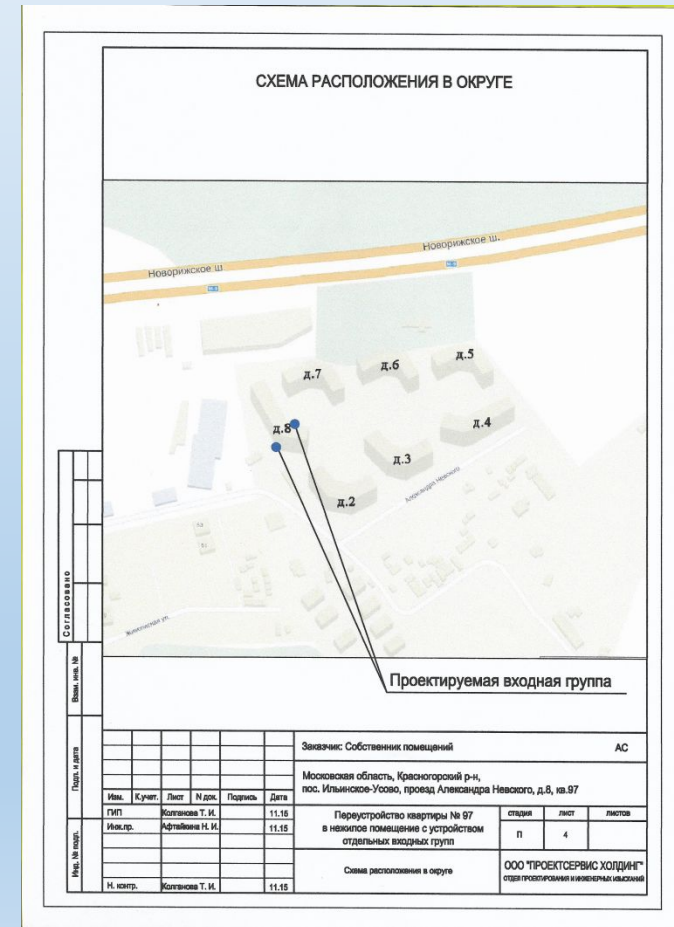 СХЕМА РАСПОЛОЖЕНИЯ В ОКРУГЕ
Новорижское ш.
Новорижское ш
д.5
д.6
д.7
д.4
д.8
д.3
д.2
Александра Невского
Живописная ул.
Проектируемая входная группа
Согласовано
Взам. инв. №
Подп. и дата
Инв. № подл.
Заказчик: Собственник помещений АС
Московская область, Красногорский р-н,
пос. Ильинское-Усово, проезд Александра Невского, д.8, кв.97
Изм. К.учет. Лист N док. Подпись Дата
ГИП Колганова Т. И. 11.15
Инж.пр. Афтайкина Н. И. 11.15
Переустройство квартиры № 97
в нежилое помещение с устройством
отдельных входных групп
стадия лист листов
П 4
Схема расположения в округе
ООО "ПРОЕКТСЕРВИС ХОЛДИНГ"
ОТДЕЛ ПРОЕКТИРОВАНИЯ И ИНЖЕНЕРНЫХ ИЗЫСКАНИЙ
Н. контр. Колганова Т. И. 11.15